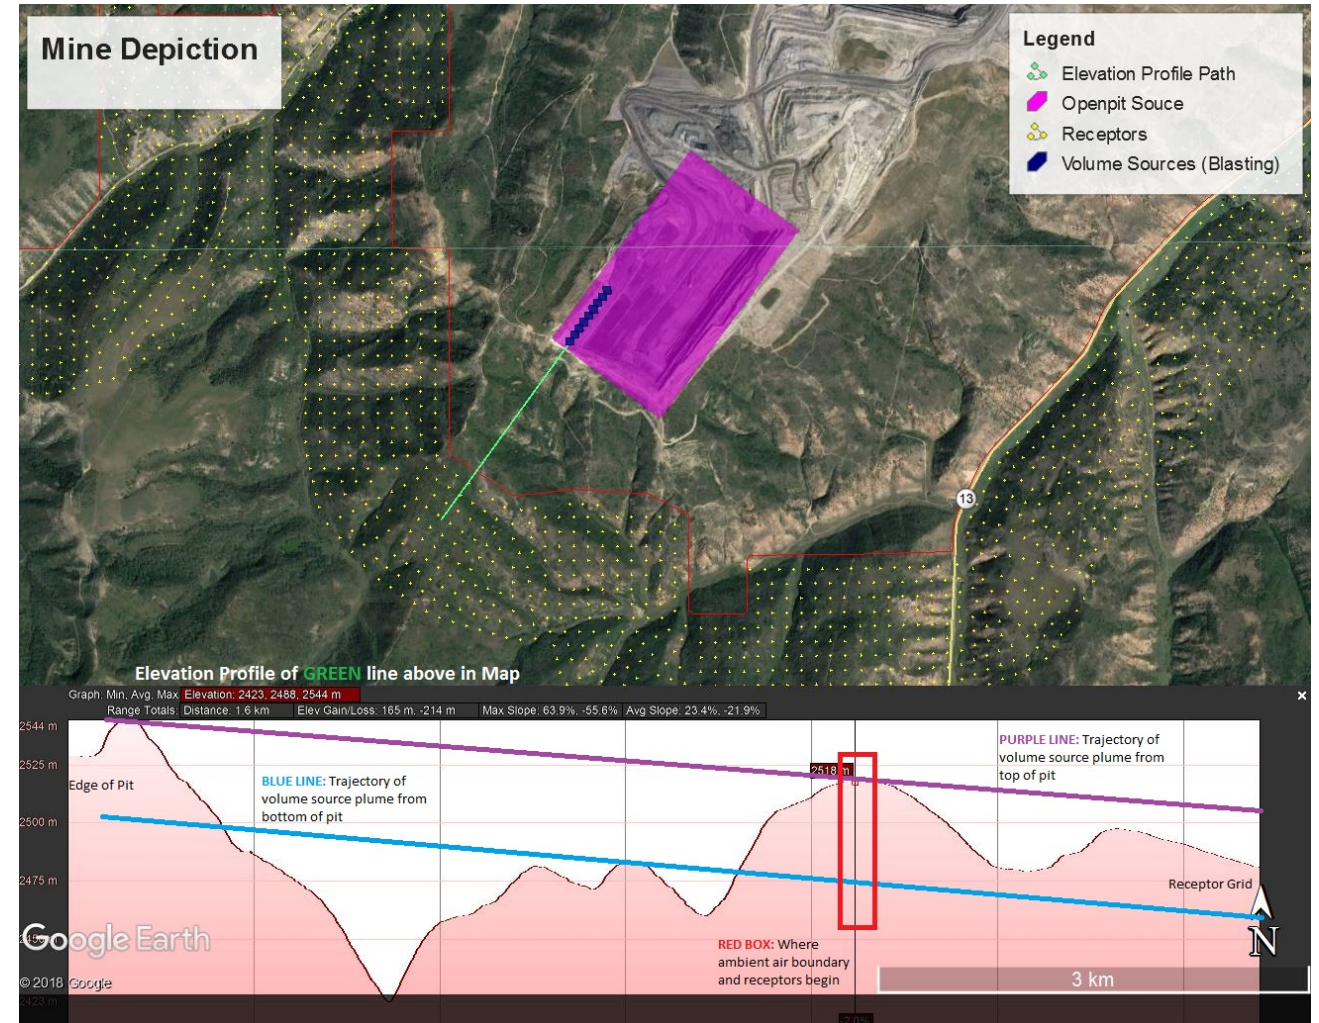 Mine Depiction
Legend
Elevation Profile Path
Openpit Souce
Receptors
Volume Sources (Blasting)
13
Elevation Profile of GREEN line above in Map
Graph: Min, Avg, Max Elevation: 2423, 2488, 2544 m
Range Totals: Distance: 1.6 km Elev Gain/Loss: 165 m, -214 m Max Slope: 63.9%, -55.6% Avg Slope: 23.4%, -21.9%
2544 m
2525 m
2500 m
2475 m
2423 m
Edge of Pit
BLUE LINE: Trajectory of
volume source plume from
bottom of pit
2518 m
PURPLE LINE: Trajectory of
volume source plume from
top of pit
Receptor Grid
RED BOX: Where
ambient air boundary
and receptors begin
N
3 km
Google Earth
© 2018 Google
-2.0%